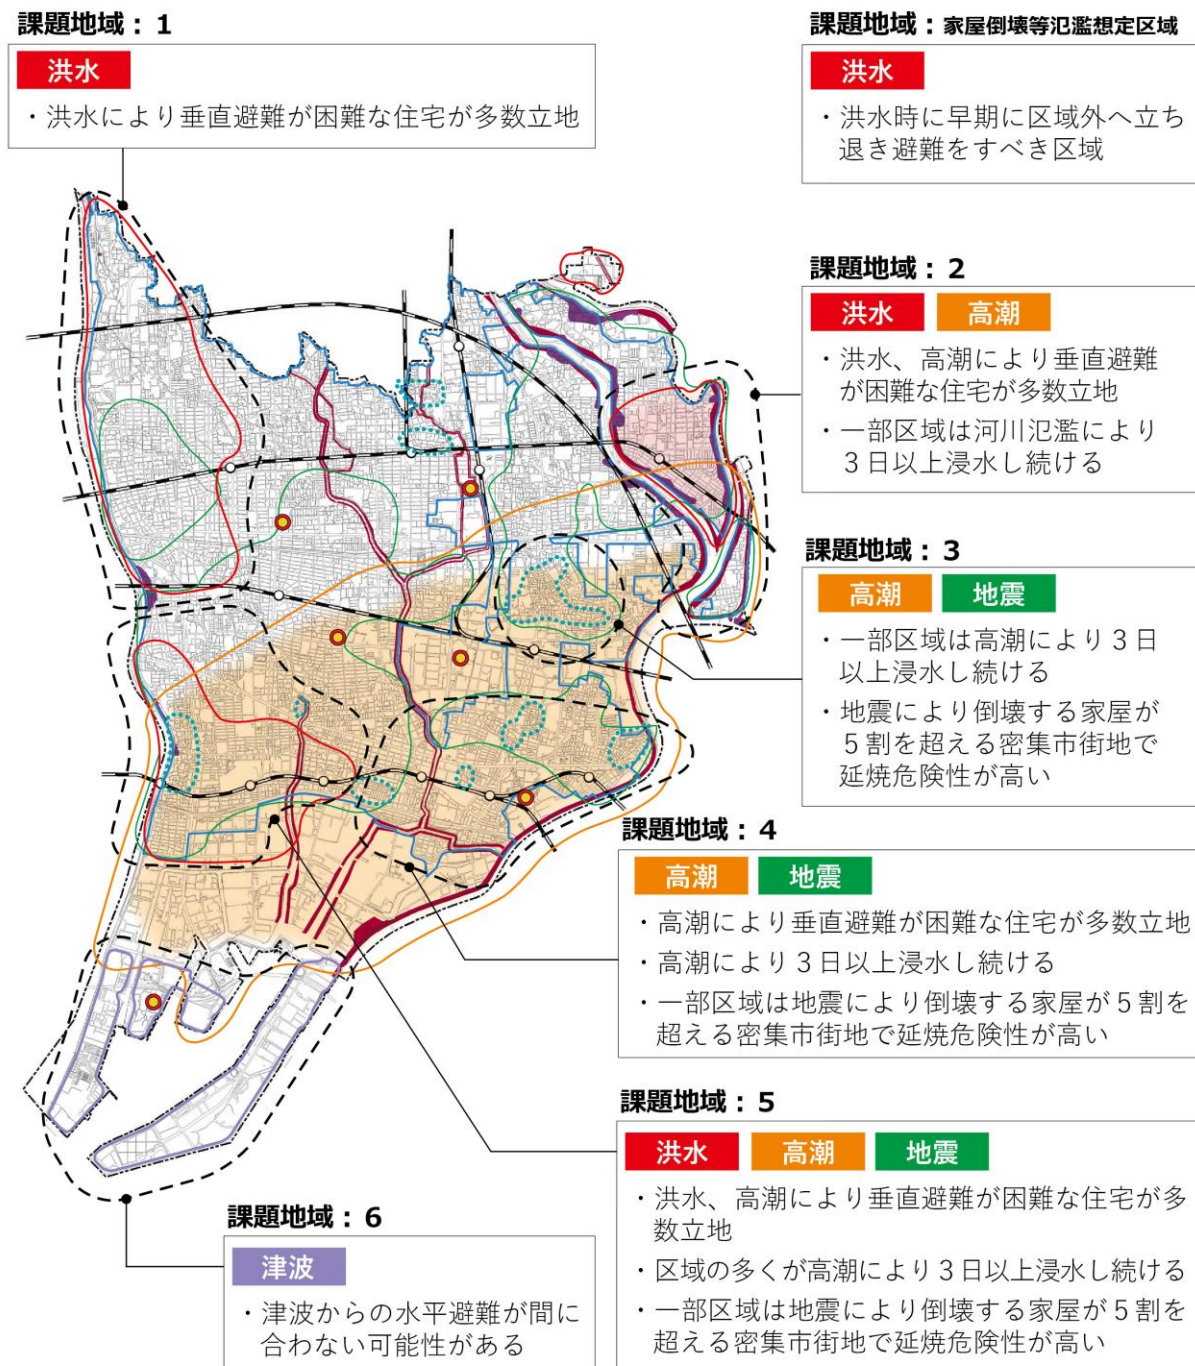 課題地域：1
洪水
・洪水により垂直避難が困難な住宅が多数立地
課題地域：家屋倒壊等氾濫想定区域
洪水
・洪水時に早期に区域外へ立ち
退き避難をすべき区域
課題地域：2
洪水 高潮
・洪水、高潮により垂直避難
が困難な住宅が多数立地
・一部区域は河川氾濫により
３日以上浸水し続ける
課題地域：3
高潮 地震
・一部区域は高潮により３日
以上浸水し続ける
・地震により倒壊する家屋が
５割を超える密集市街地で
延焼危険性が高い
課題地域：4
高潮 地震
・高潮により垂直避難が困難な住宅が多数立地
・高潮により３日以上浸水し続ける
・一部区域は地震により倒壊する家屋が５割を
超える密集市街地で延焼危険性が高い
課題地域：5
洪水 高潮 地震
・洪水、高潮により垂直避難が困難な住宅が多
数立地
・区域の多くが高潮により３日以上浸水し続ける
・一部区域は地震により倒壊する家屋が５割を
超える密集市街地で延焼危険性が高い
課題地域：6
津波
・津波からの水平避難が間に
合わない可能性がある